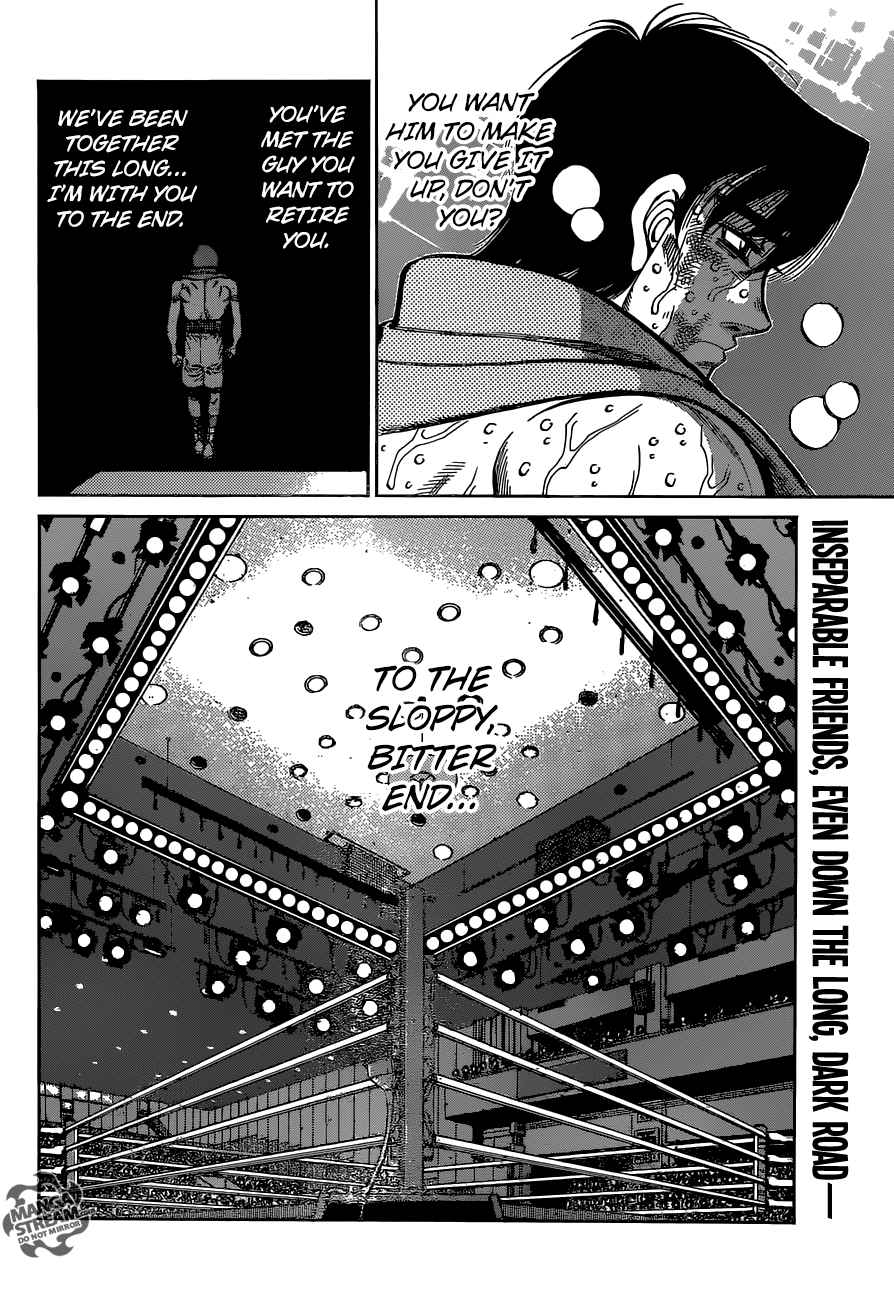 YOU WANT
HIM TO MAKE
YOU GIVE IT
UP, DON'T
YOU?
YOU'VE
MET THE
GUY YOU
WANT TO
RETIRE
YOU.
WE'VE BEEN
TOGETHER
THIS LONG...
I'M WITH YOU
TO THE END.
TO THE
SLOPPY,
BITTER
END...
INSEPARABLE FRIENDS, EVEN DOWN THE LONG, DARK ROAD—
MANGA
STREAM
DO NOT MIRROR